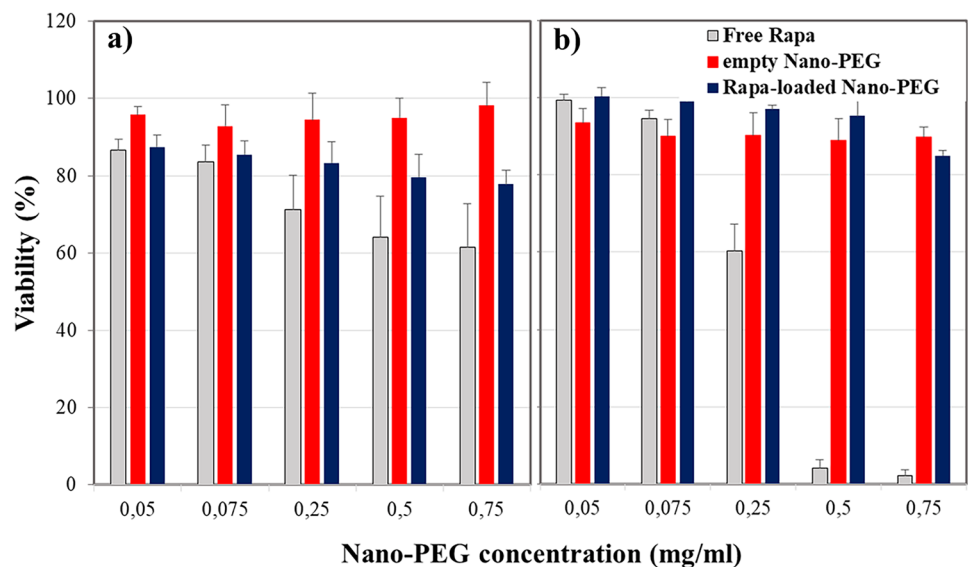 120
100
80
60
40
20
0
Viability (%)
a)
b)
Free Rapa
empty Nano-PEG
Rapa-loaded Nano-PEG
0,05 0,075 0,25 0,5 0,75 0,05 0,075 0,25 0,5 0,75
Nano-PEG concentration (mg/ml)